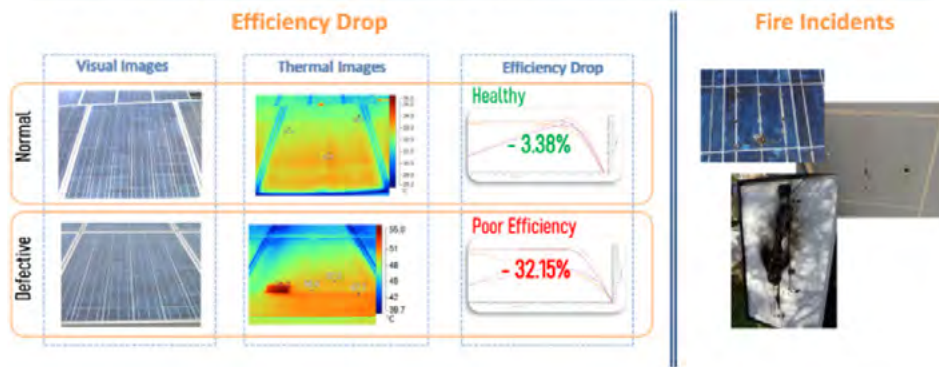 Efficiency Drop
Fire Incidents
Visual Images
Thermal Images
Efficiency Drop
Normal
Healthy
- 3.38%
Defective
Poor Efficiency
- 32.15%
55.0
51
48
45
42
39.7
°C
°C